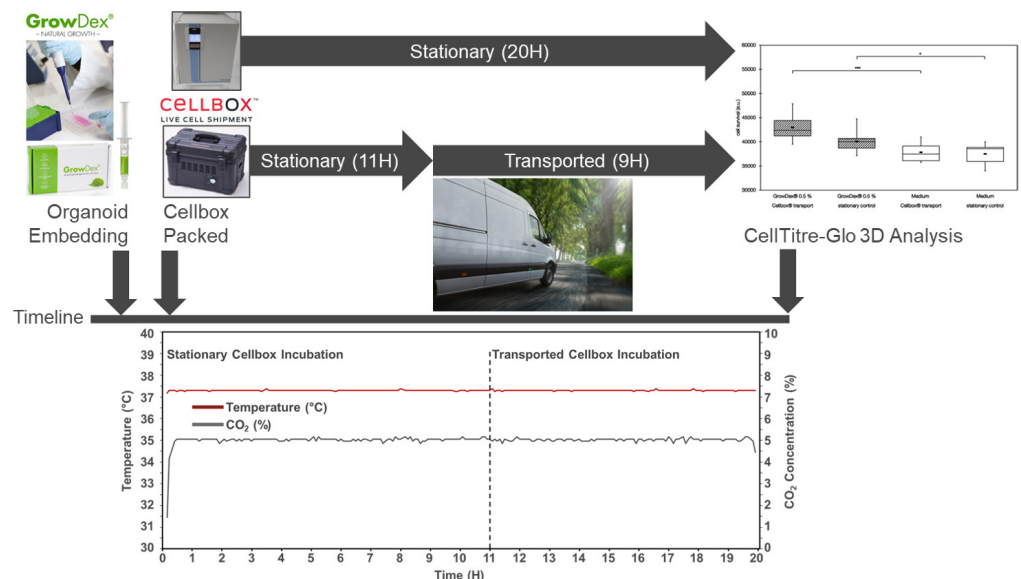 GrowDex®
– NATURAL GROWTH –
GrowDex®
Organoid
Embedding
CELLBOX™
LIVE CELL SHIPMENT
Cellbox
Packed
Stationary (20H)
Stationary (11H)
Transported (9H)
cell survival (a.u.)
60000
55000
50000
45000
40000
35000
30000
***
*
GrowDex® 0.5 %
Cellbox® transport
GrowDex® 0.5 %
stationary control
Medium
Cellbox® transport
Medium
stationary control
CellTitre-Glo 3D Analysis
Timeline
Stationary Cellbox Incubation
Transported Cellbox Incubation
Temperature (°C)
CO₂ (%)
Temperature (°C)
40
39
38
37
36
35
34
33
32
31
30
CO₂ Concentration (%)
10
9
8
7
6
5
4
3
2
1
0
0 1 2 3 4 5 6 7 8 9 10 11 12 13 14 15 16 17 18 19 20
Time (H)